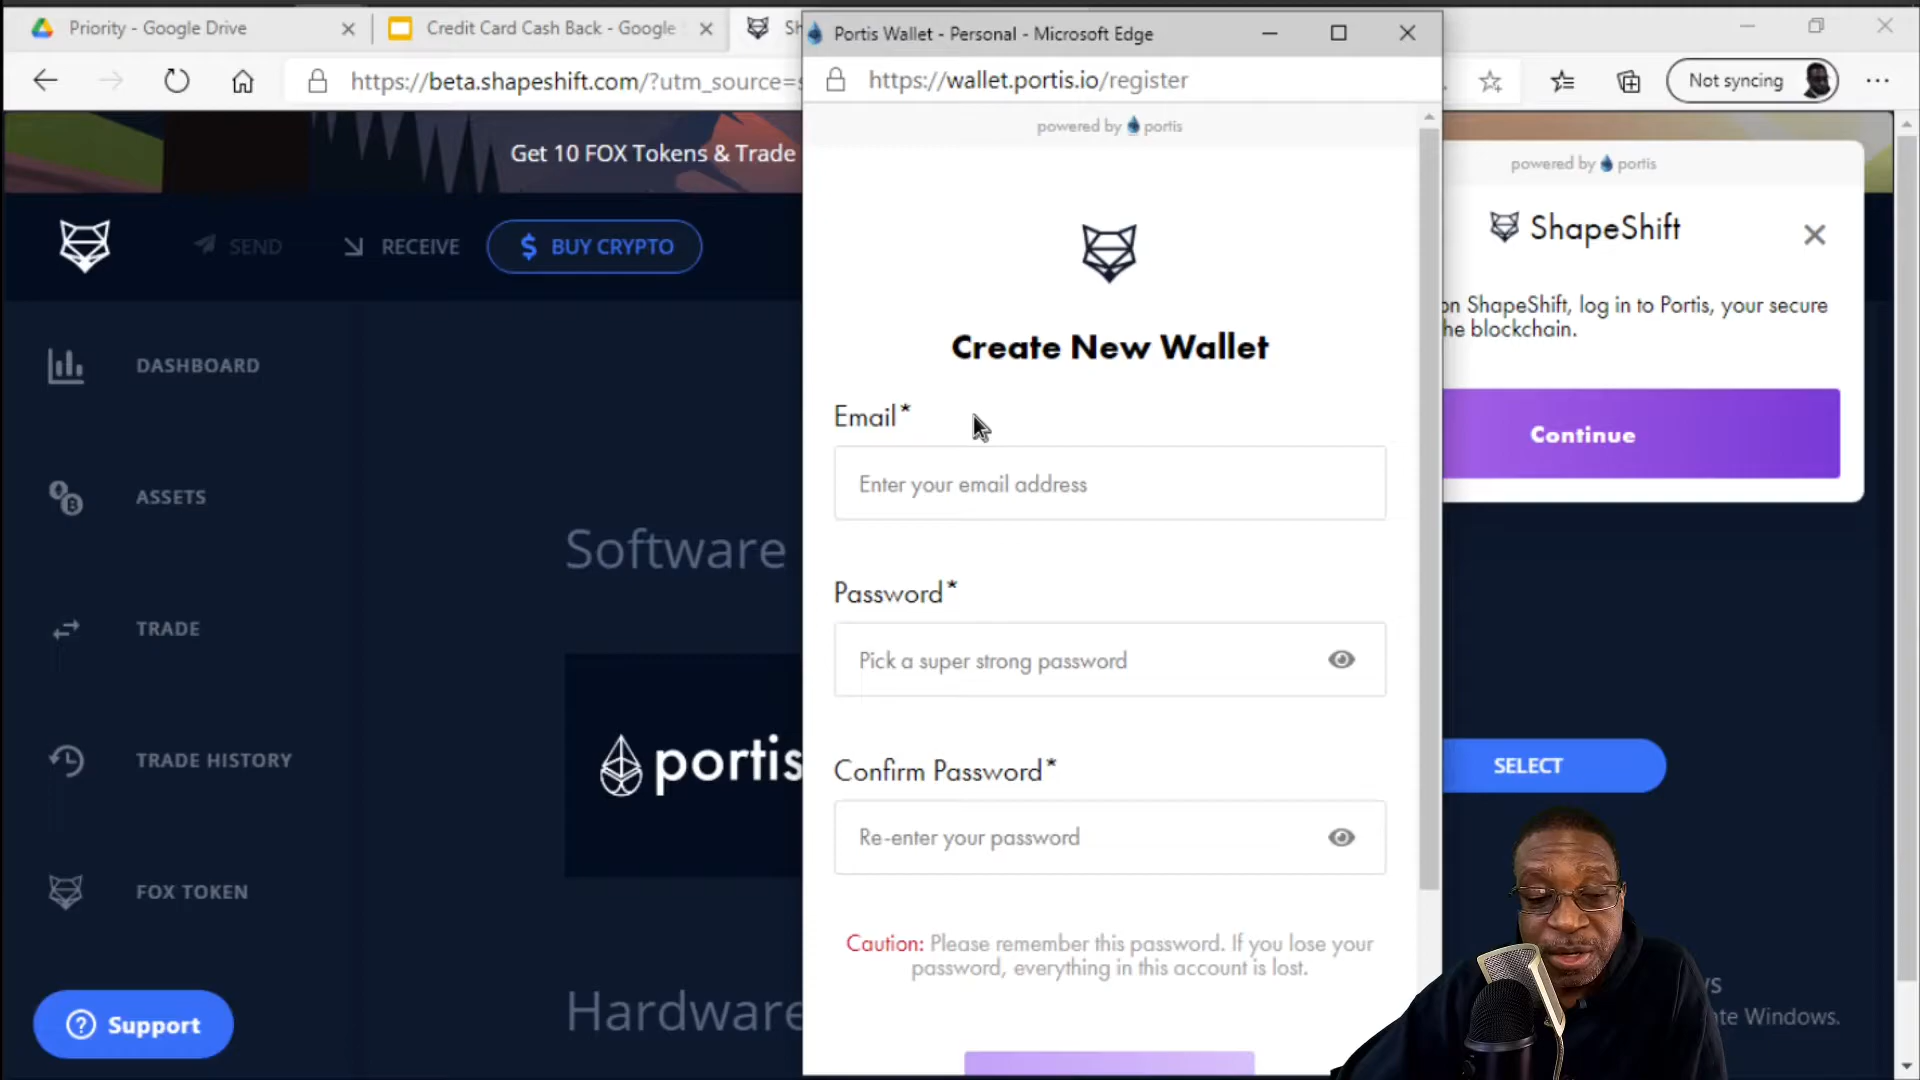 Priority - Google Drive
Credit Card Cash Back - Google
Portis Wallet - Personal - Microsoft Edge
https://beta.shapeshift.com/?utm_source=
https://wallet.portis.io/register
Not syncing
Get 10 FOX Tokens & Trade
SEND
RECEIVE
$ BUY CRYPTO
DASHBOARD
ASSETS
TRADE
TRADE HISTORY
FOX TOKEN
? Support
Software
portis
Hardware
powered by portis
Create New Wallet
Email*
Enter your email address
Password*
Pick a super strong password
Confirm Password*
Re-enter your password
Caution: Please remember this password. If you lose your
password, everything in this account is lost.
powered by portis
ShapeShift
on ShapeShift, log in to Portis, your secure
he blockchain.
Continue
SELECT
Windows.